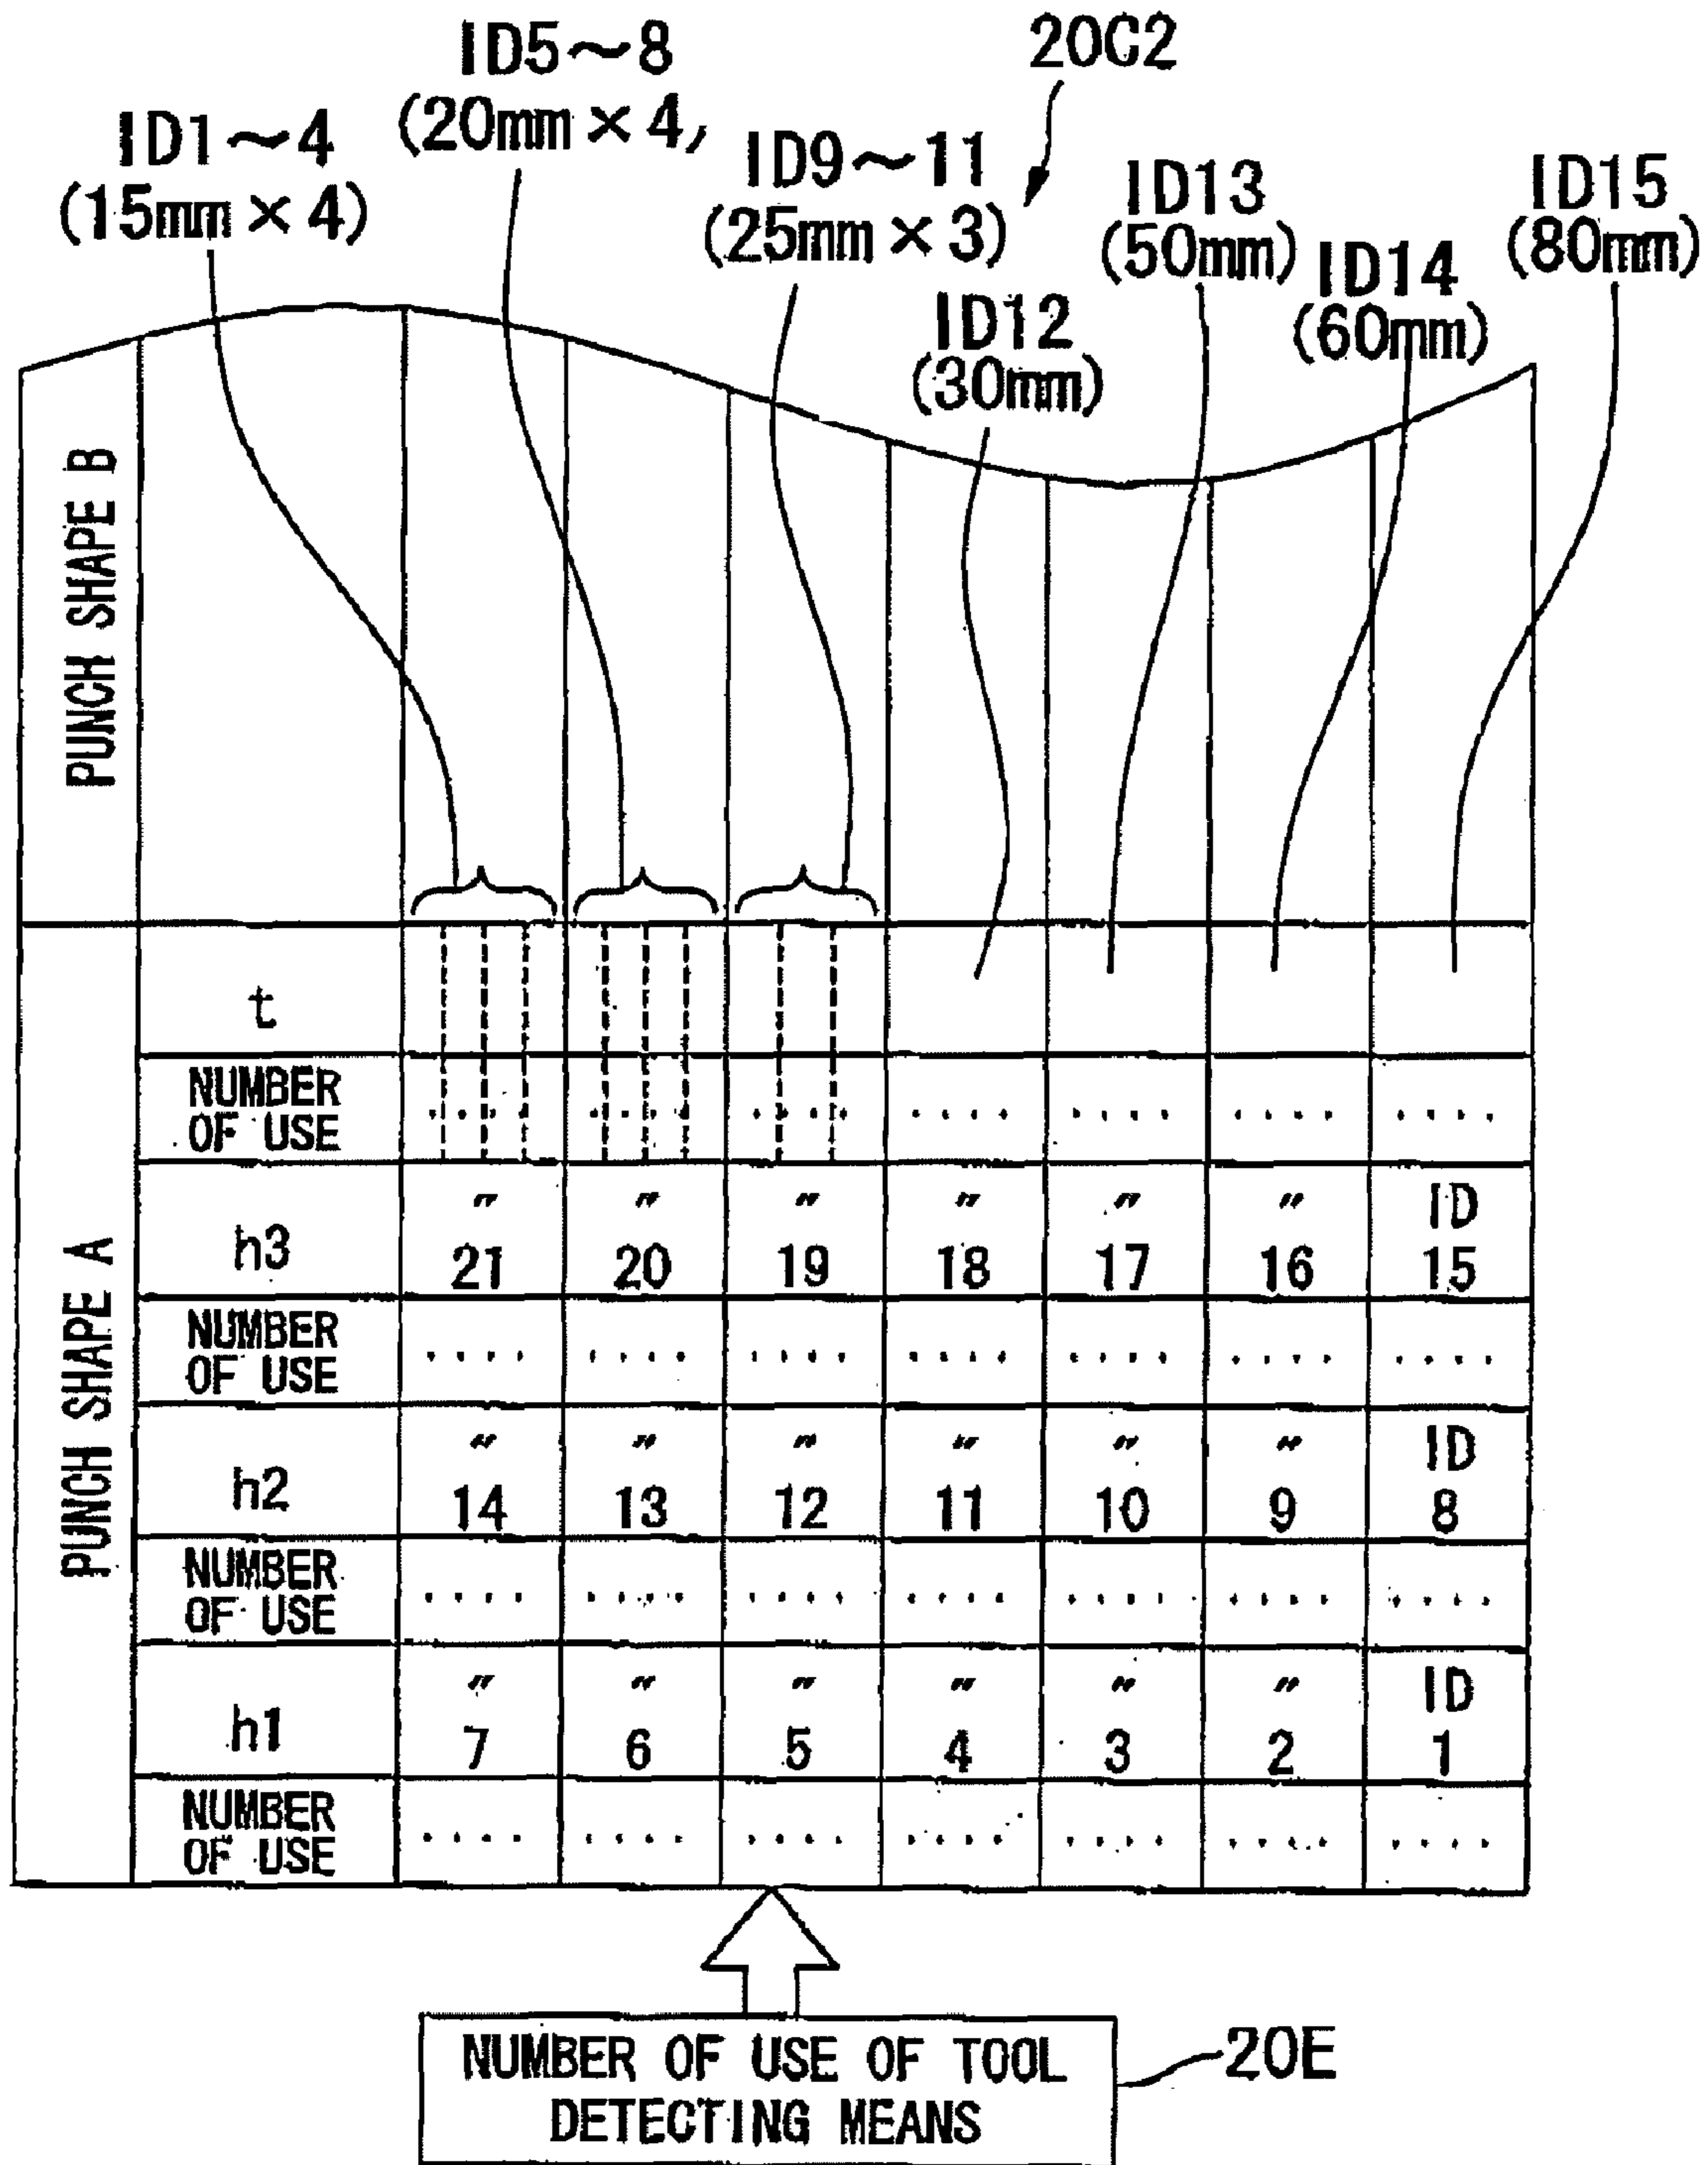 ID5~8
20C2
(20mm × 4,
ID1~4
(15mm × 4)
ID9~11
(25mm × 3)
ID13
(50mm)
ID15
(80mm)
ID14
(60mm)
ID12
(30mm)
PUNCH SHAPE B
PUNCH SHAPE A
t
NUMBER
OF USE
.... .... .... .... .... .... ....
h3
〃 〃 〃 〃 〃 〃 ID
21 20 19 18 17 16 15
NUMBER
OF USE
.... .... .... .... .... .... ....
h2
〃 〃 〃 〃 〃 〃 ID
14 13 12 11 10 9 8
NUMBER
OF USE
.... .... .... .... .... .... ....
h1
〃 〃 〃 〃 〃 〃 ID
7 6 5 4 3 2 1
NUMBER
OF USE
.... .... .... .... .... .... ....
NUMBER OF USE OF TOOL
DETECTING MEANS
20E